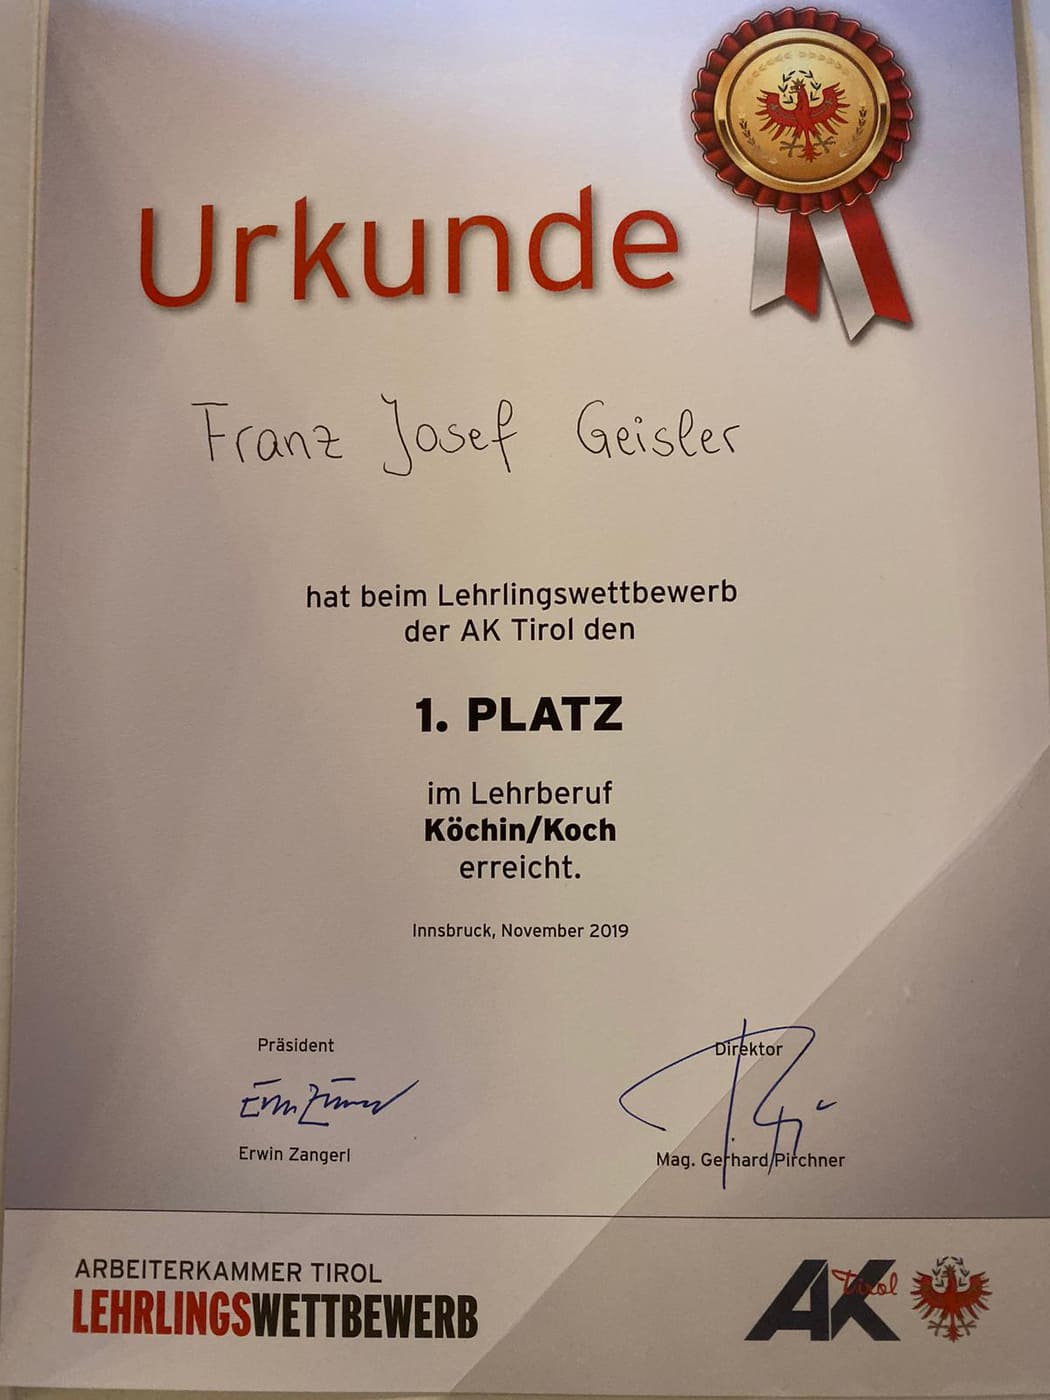 Urkunde
Franz Josef Geisler
hat beim Lehrlingswettbewerb
der AK Tirol den
1. PLATZ
im Lehrberuf
Köchin/Koch
erreicht.
Innsbruck, November 2019
Präsident
Direktor
Erwin Zangerl
Mag. Gerhard Pirchner
ARBEITERKAMMER TIROL
LEHRLINGSWETTBEWERB
AK Tirol